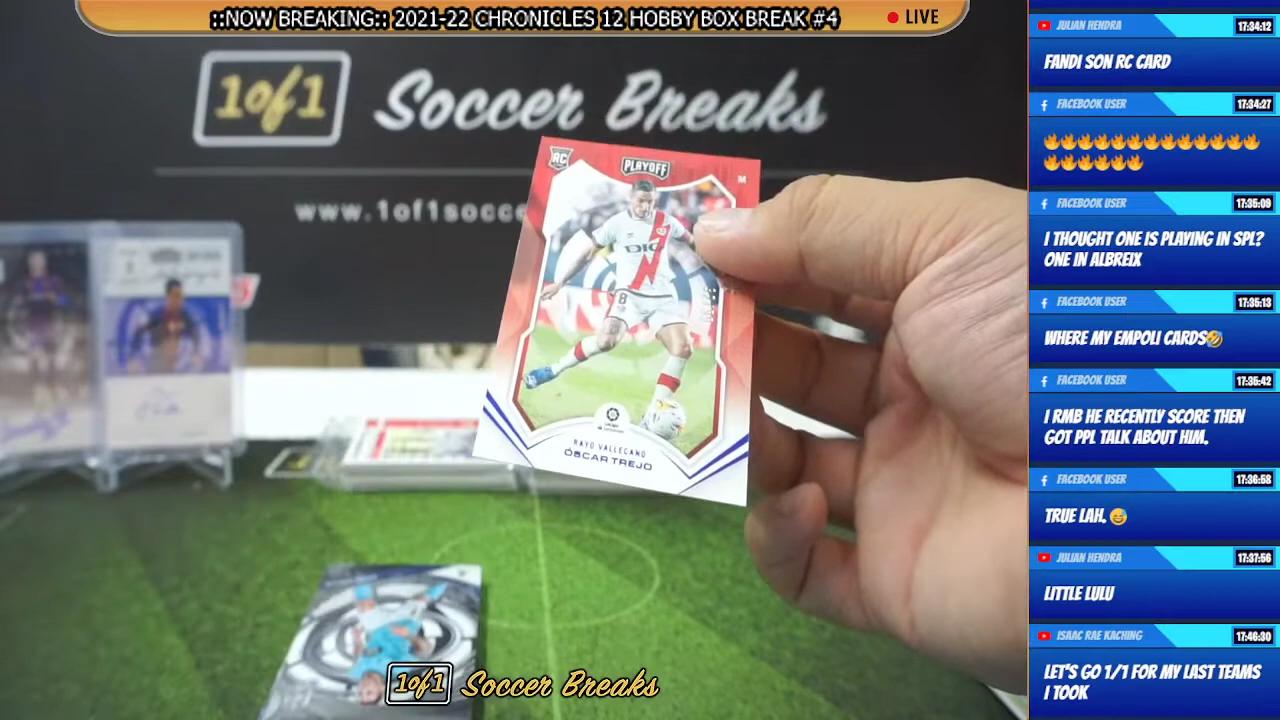 ::NOW BREAKING:: 2021-22 CHRONICLES 12 HOBBY BOX BREAK #4
LIVE
1of1 Soccer Breaks
www.1of1socce
RC
PLAYOFF
M
DIG
8
RAYO VALLECANO
ÓSCAR TREJO
1of1 Soccer Breaks
JULIAN HENDRA 17:34:12
FANDI SON RC CARD
FACEBOOK USER 17:34:27
🔥🔥🔥🔥🔥🔥🔥🔥🔥🔥🔥🔥🔥
🔥🔥🔥🔥🔥🔥
FACEBOOK USER 17:35:09
I THOUGHT ONE IS PLAYING IN SPL?
ONE IN ALBREIX
FACEBOOK USER 17:35:13
WHERE MY EMPOLI CARDS🤣
FACEBOOK USER 17:35:42
I RMB HE RECENTLY SCORE THEN
GOT PPL TALK ABOUT HIM.
FACEBOOK USER 17:36:58
TRUE LAH. 😅
JULIAN HENDRA 17:37:56
LITTLE LULU
ISAAC RAE KACHING 17:46:30
LET'S GO 1/1 FOR MY LAST TEAMS
I TOOK